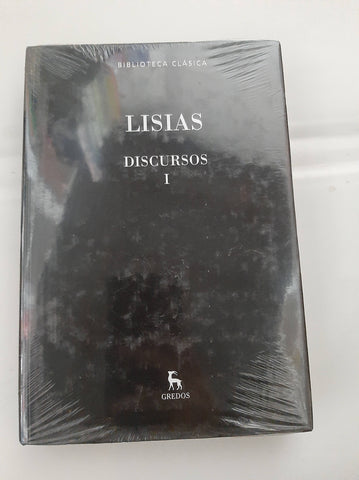 BIBLIOTECA CLÁSICA
LISIAS
DISCURSOS
I
GREDOS